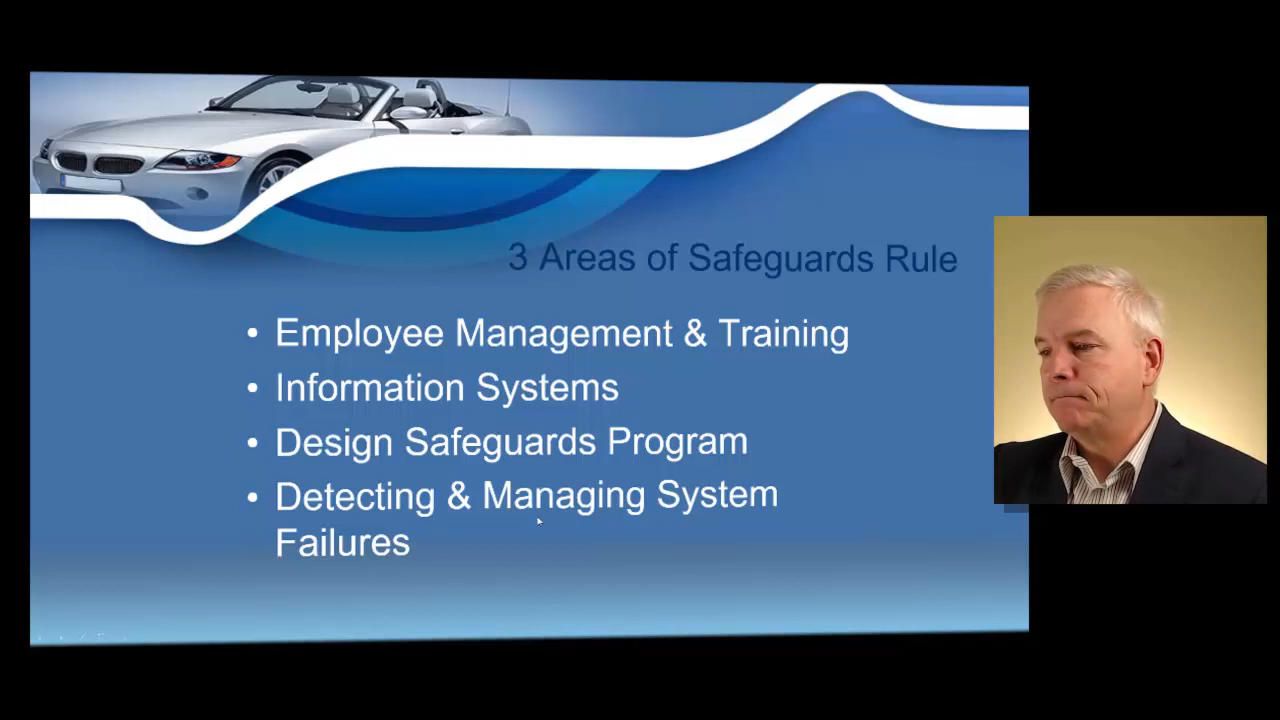 3 Areas of Safeguards Rule
• Employee Management & Training
• Information Systems
• Design Safeguards Program
• Detecting & Managing System
Failures